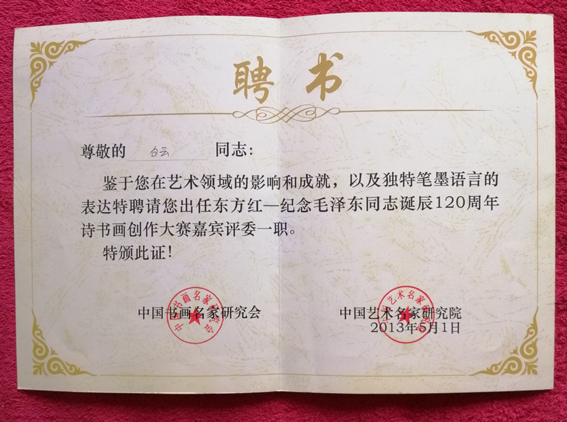 聘书
尊敬的 白云 同志：
鉴于您在艺术领域的影响和成就，以及独特笔墨语言的
表达特聘请您出任东方红—纪念毛泽东同志诞辰120周年
诗书画创作大赛嘉宾评委一职。
特颁此证！
中国书画名家研究会 中国艺术名家研究院
2013年5月1日